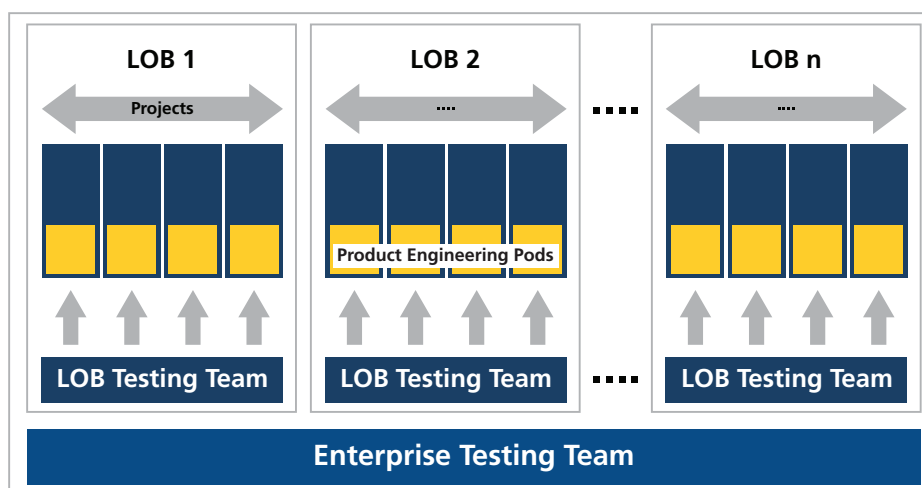 LOB 1
LOB 2
LOB n
Projects
....
....
....
Product Engineering Pods
LOB Testing Team
LOB Testing Team
....
LOB Testing Team
Enterprise Testing Team